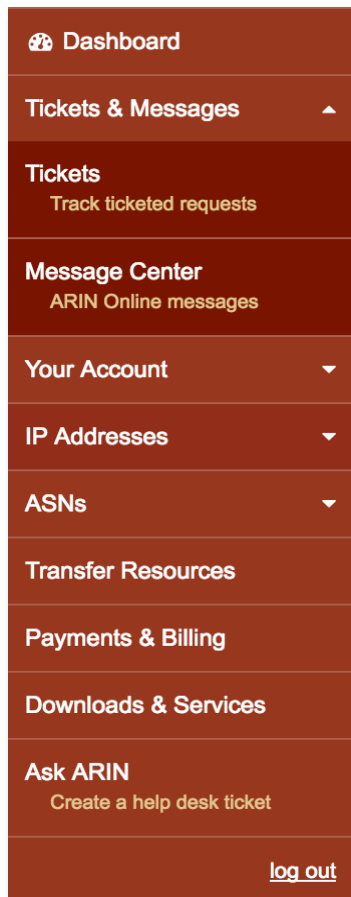 Dashboard
Tickets & Messages
Tickets
Track ticketed requests
Message Center
ARIN Online messages
Your Account
IP Addresses
ASNs
Transfer Resources
Payments & Billing
Downloads & Services
Ask ARIN
Create a help desk ticket
log out